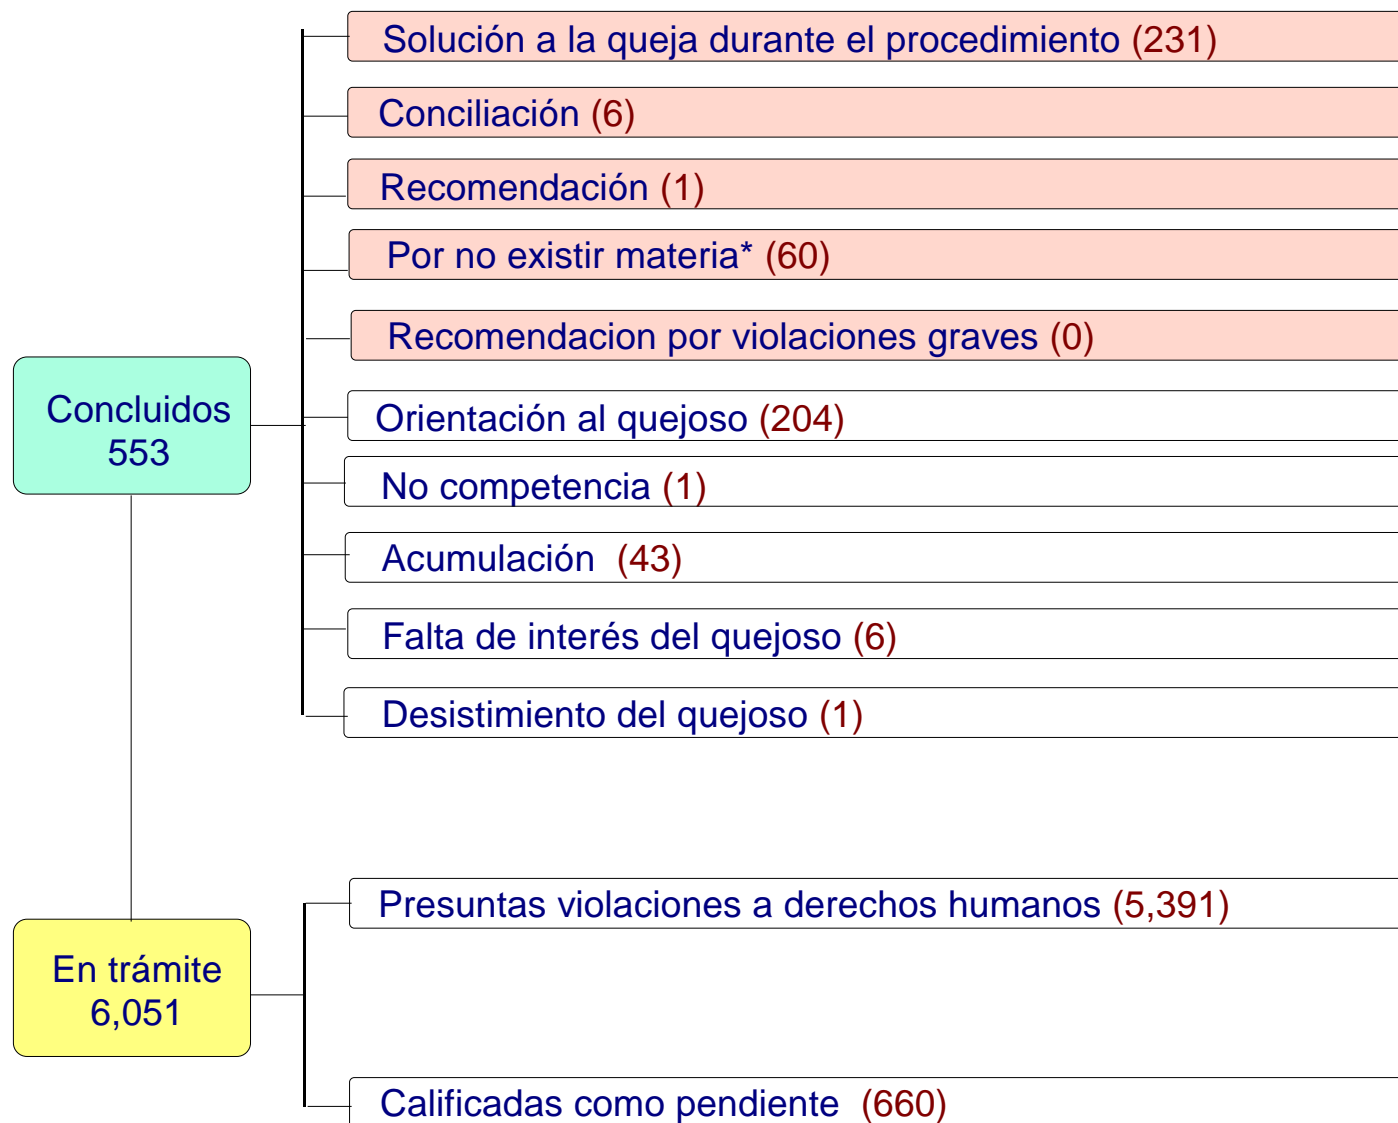 Solución a la queja durante el procedimiento (231)
Conciliación (6)
Recomendación (1)
Por no existir materia* (60)
Recomendacion por violaciones graves (0)
Concluidos
553
Orientación al quejoso (204)
No competencia (1)
Acumulación (43)
Falta de interés del quejoso (6)
Desistimiento del quejoso (1)
Presuntas violaciones a derechos humanos (5,391)
En trámite
6,051
Calificadas como pendiente (660)